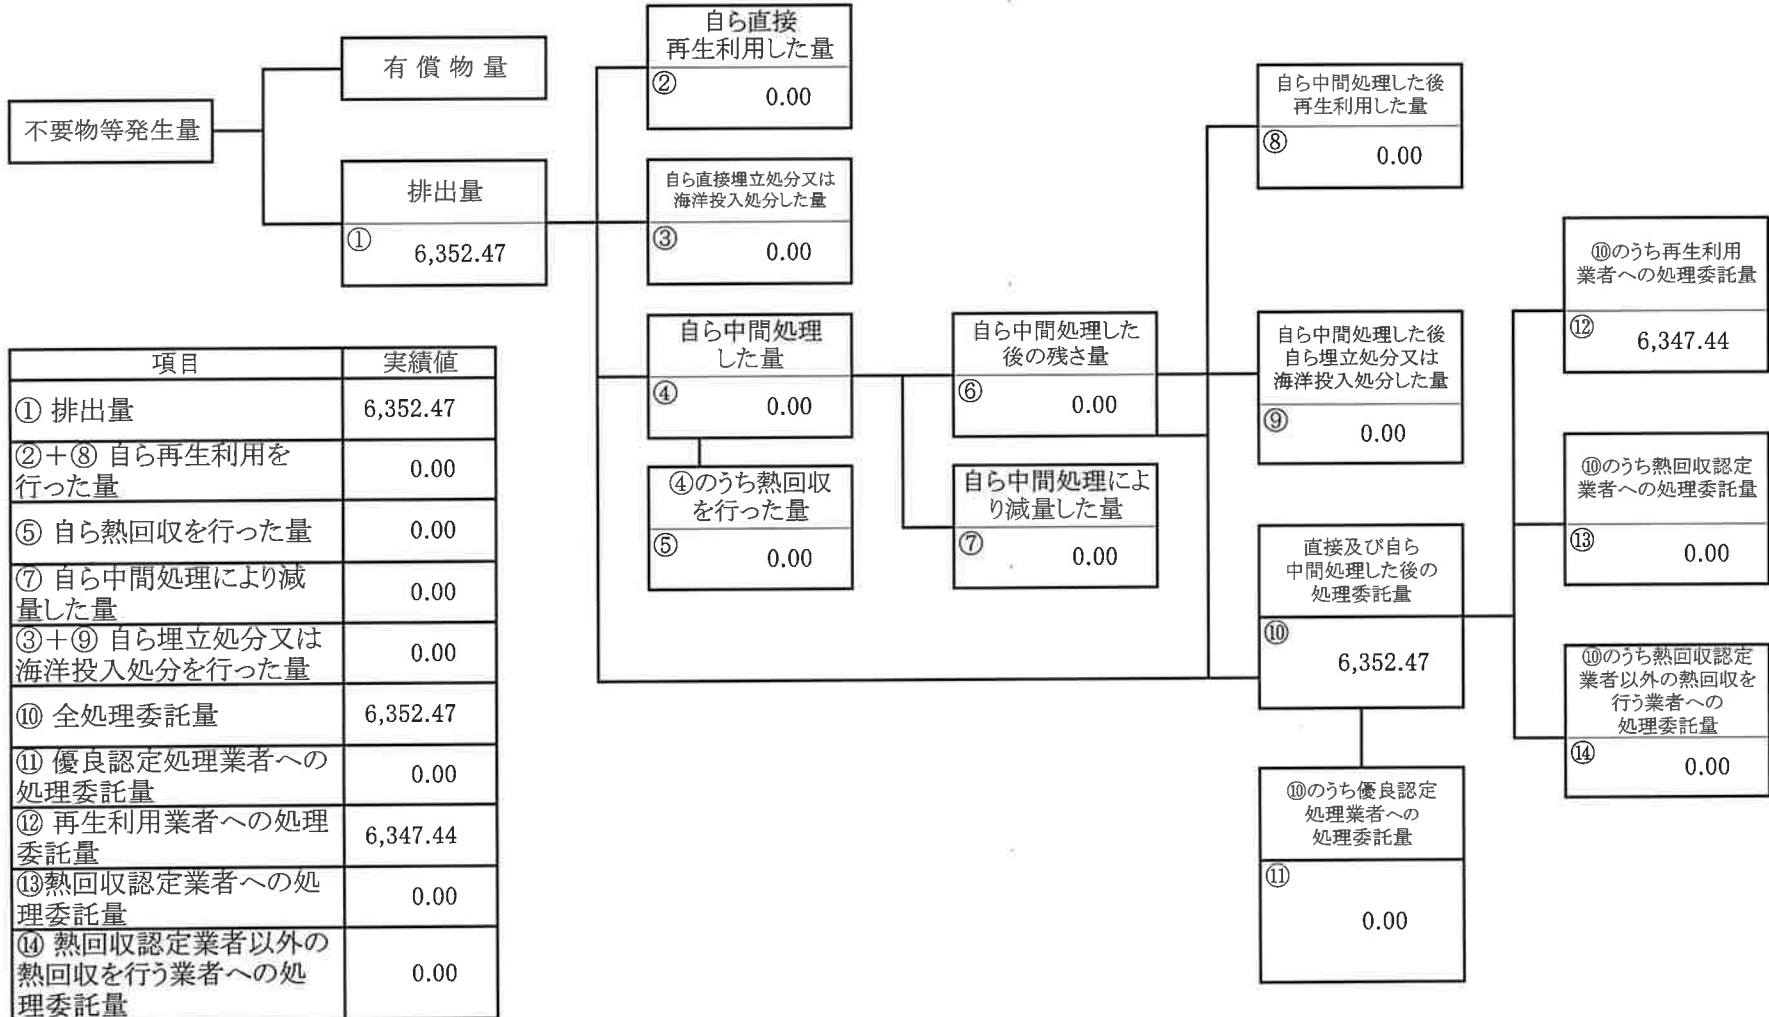 不要物等発生量
有償物量
排出量
① 6,352.47
自ら直接
再生利用した量
② 0.00
自ら直接埋立処分又は
海洋投入処分した量
③ 0.00
自ら中間処理
した量
④ 0.00
④のうち熱回収
を行った量
⑤ 0.00
自ら中間処理した
後の残さ量
⑥ 0.00
自ら中間処理によ
り減量した量
⑦ 0.00
自ら中間処理した後
再生利用した量
⑧ 0.00
自ら中間処理した後
自ら埋立処分又は
海洋投入処分した量
⑨ 0.00
直接及び自ら
中間処理した後の
処理委託量
⑩ 6,352.47
⑩のうち優良認定
処理業者への
処理委託量
⑪ 0.00
⑩のうち再生利用
業者への処理委託量
⑫ 6,347.44
⑩のうち熱回収認定
業者への処理委託量
⑬ 0.00
⑩のうち熱回収認定
業者以外の熱回収を
行う業者への
処理委託量
⑭ 0.00
項目 実績値
① 排出量 6,352.47
②+⑧ 自ら再生利用を
行った量 0.00
⑤ 自ら熱回収を行った量 0.00
⑦ 自ら中間処理により減
量した量 0.00
③+⑨ 自ら埋立処分又は
海洋投入処分を行った量 0.00
⑩ 全処理委託量 6,352.47
⑪ 優良認定処理業者への
処理委託量 0.00
⑫ 再生利用業者への処理
委託量 6,347.44
⑬熱回収認定業者への処
理委託量 0.00
⑭ 熱回収認定業者以外の
熱回収を行う業者への処
理委託量 0.00